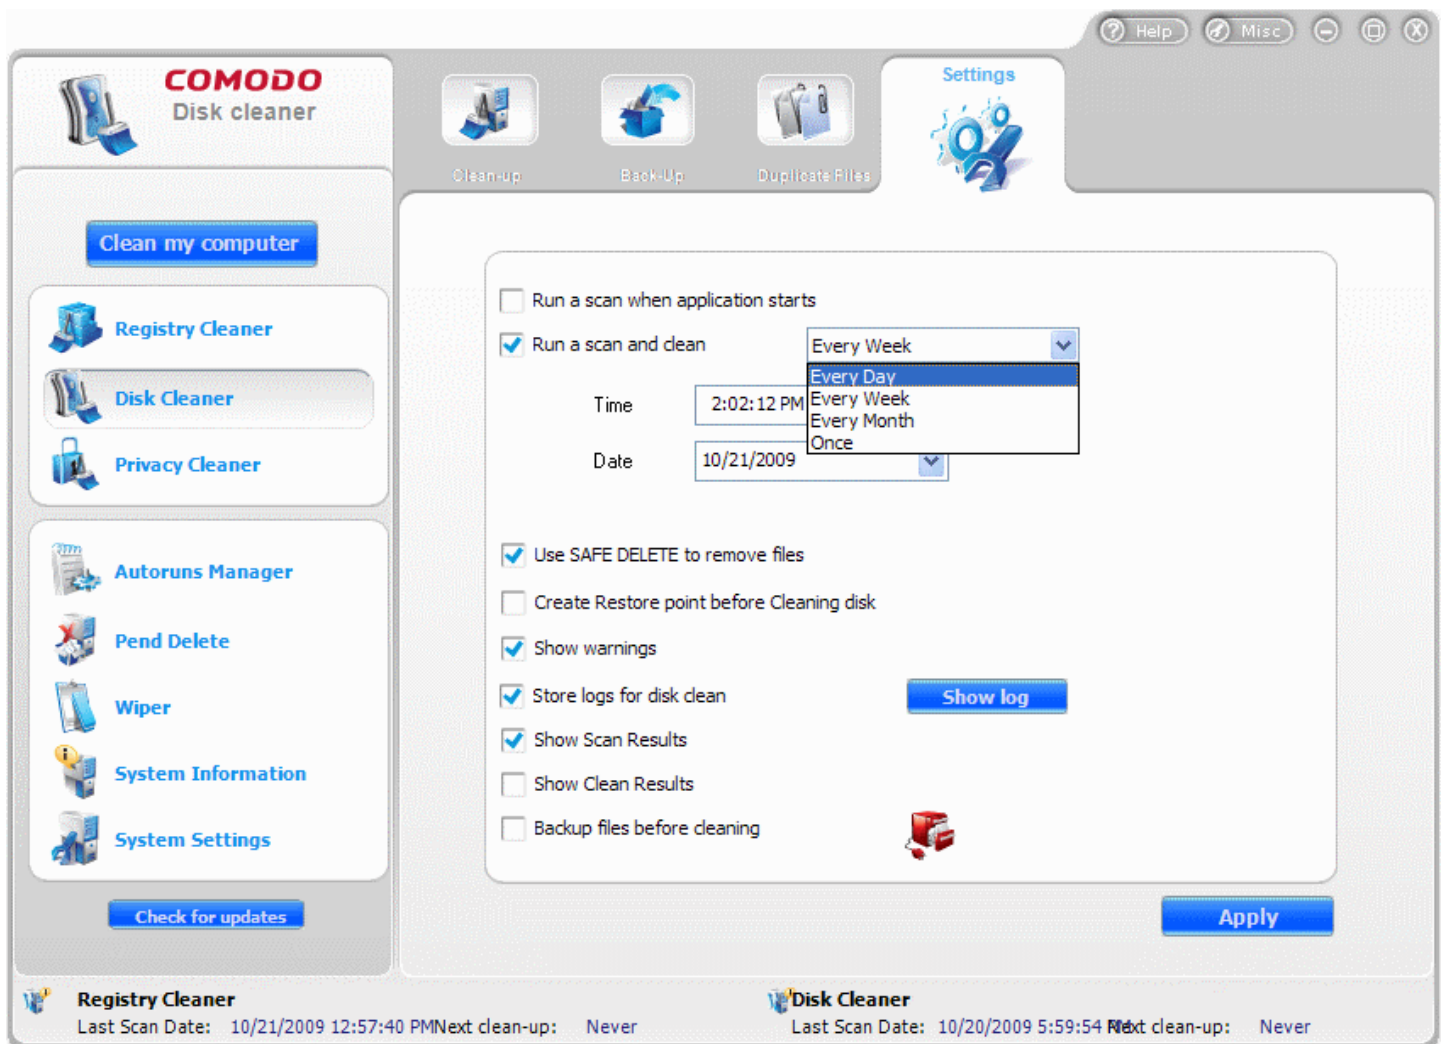 Help Misc
COMODO
Disk cleaner
Settings
Clean-up Back-Up Duplicate Files
Clean my computer
Registry Cleaner
Disk Cleaner
Privacy Cleaner
Autoruns Manager
Pend Delete
Wiper
System Information
System Settings
Check for updates
Run a scan when application starts
Run a scan and clean Every Week
Every Day
Every Week
Every Month
Once
Time 2:02:12 PM
Date 10/21/2009
Use SAFE DELETE to remove files
Create Restore point before Cleaning disk
Show warnings
Store logs for disk clean Show log
Show Scan Results
Show Clean Results
Backup files before cleaning
Apply
Registry Cleaner
Last Scan Date: 10/21/2009 12:57:40 PMNext clean-up: Never
Disk Cleaner
Last Scan Date: 10/20/2009 5:59:54 Next clean-up: Never